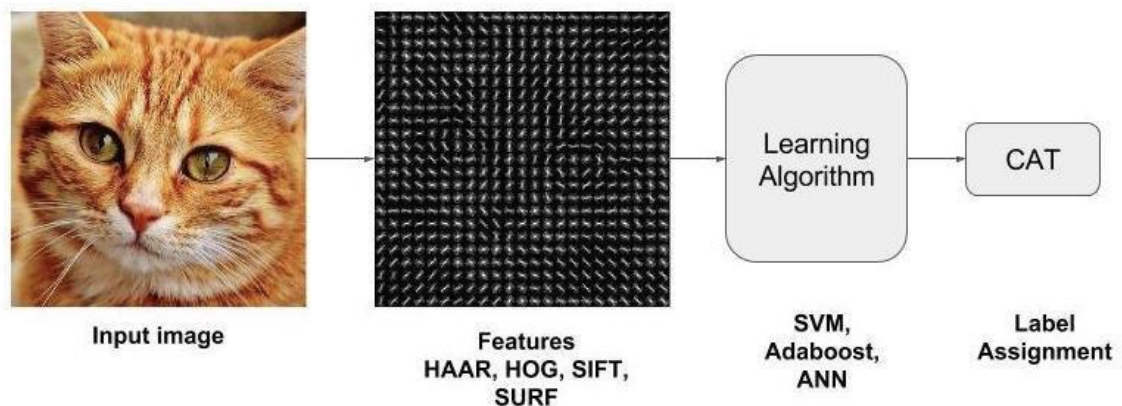 Input image
Features
HAAR, HOG, SIFT,
SURF
Learning
Algorithm
SVM,
Adaboost,
ANN
CAT
Label
Assignment